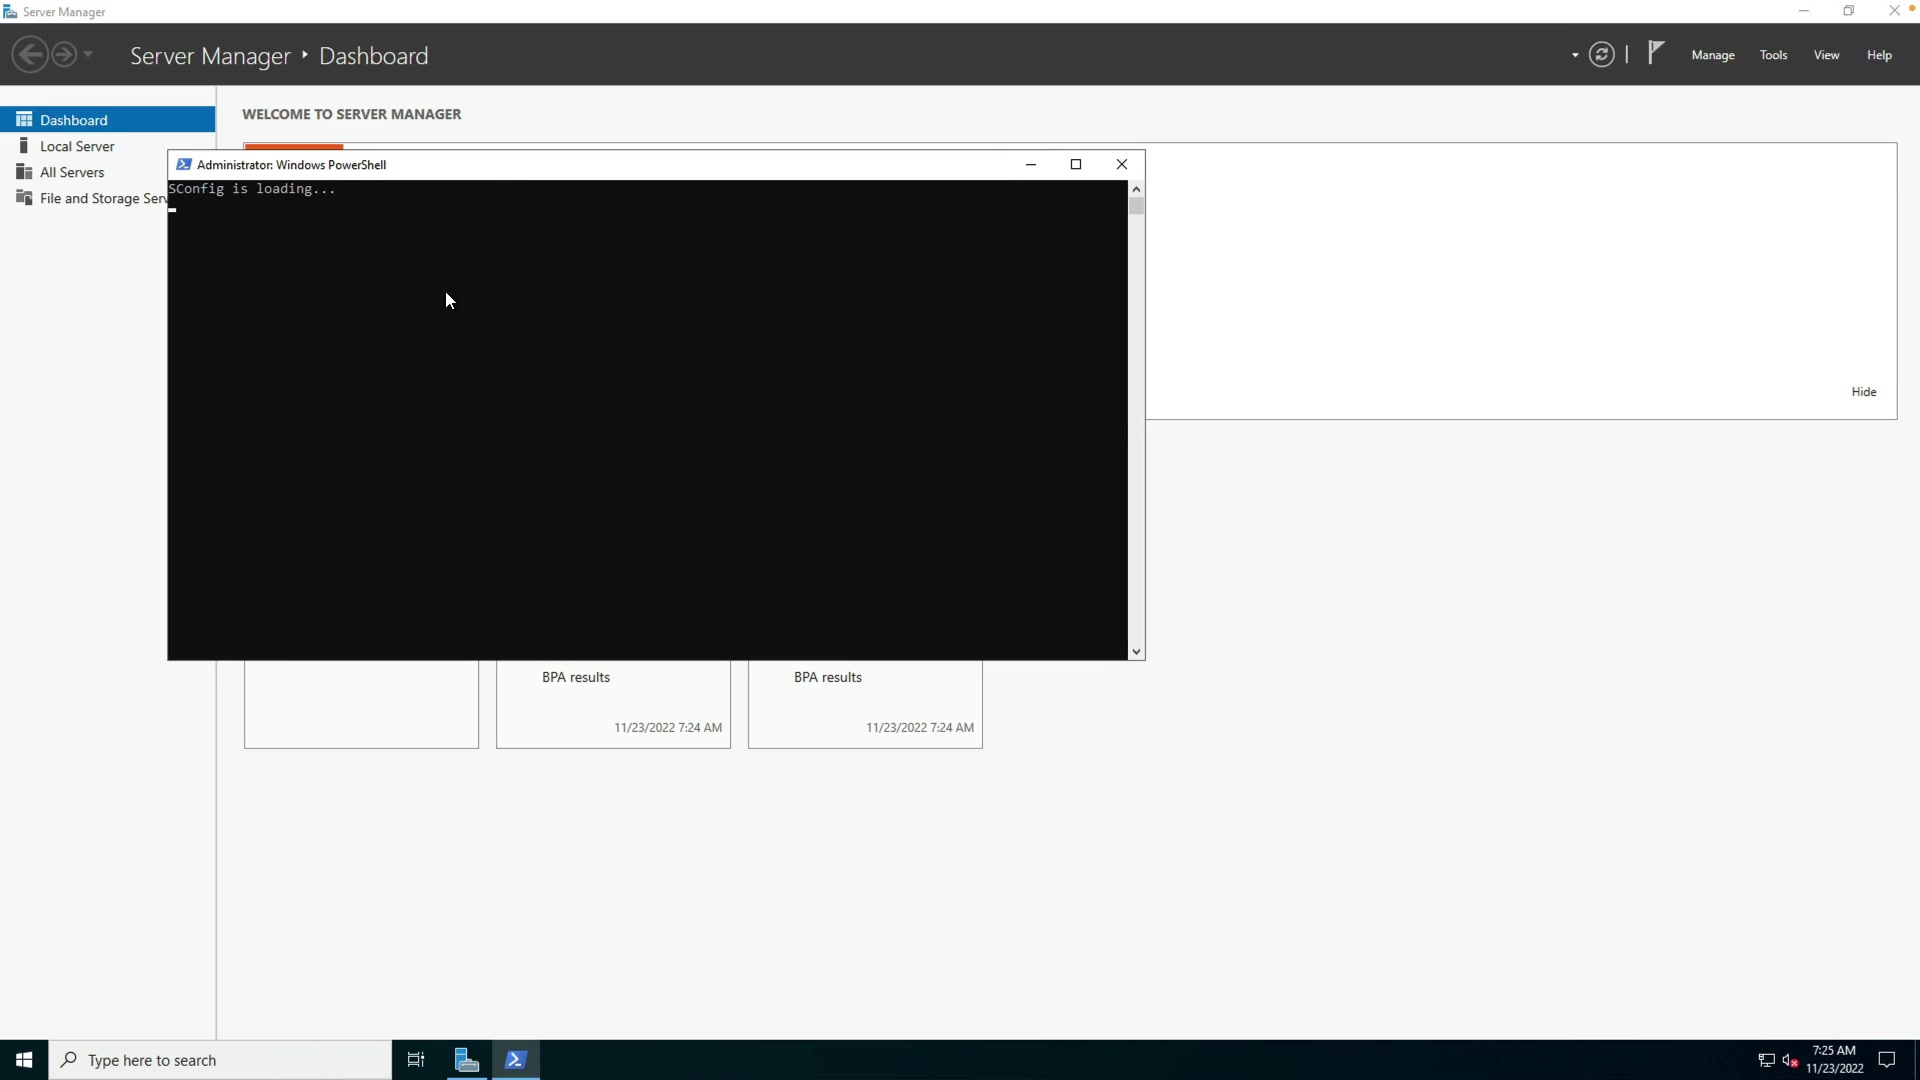 Server Manager
Server Manager ‣ Dashboard
Manage Tools View Help
Dashboard
Local Server
All Servers
File and Storage Serv
WELCOME TO SERVER MANAGER
Administrator: Windows PowerShell
SConfig is loading...
Hide
BPA results
11/23/2022 7:24 AM
BPA results
11/23/2022 7:24 AM
Type here to search
7:25 AM
11/23/2022